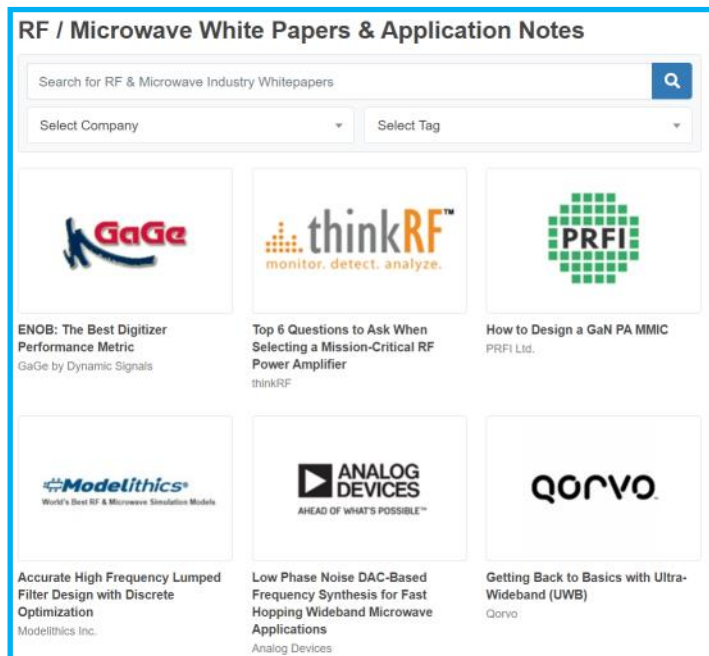 RF / Microwave White Papers & Application Notes
Search for RF & Microwave Industry Whitepapers
Select Company
Select Tag
GaGe
thinkRF™
monitor. detect. analyze.
PRFI
ENOB: The Best Digitizer
Performance Metric
GaGe by Dynamic Signals
Top 6 Questions to Ask When
Selecting a Mission-Critical RF
Power Amplifier
thinkRF
How to Design a GaN PA MMIC
PRFI Ltd.
Modelithics®
World's Best RF & Microwave Simulation Models
ANALOG
DEVICES
AHEAD OF WHAT'S POSSIBLE™
QORVO
Accurate High Frequency Lumped
Filter Design with Discrete
Optimization
Modelithics Inc.
Low Phase Noise DAC-Based
Frequency Synthesis for Fast
Hopping Wideband Microwave
Applications
Analog Devices
Getting Back to Basics with Ultra-
Wideband (UWB)
Qorvo